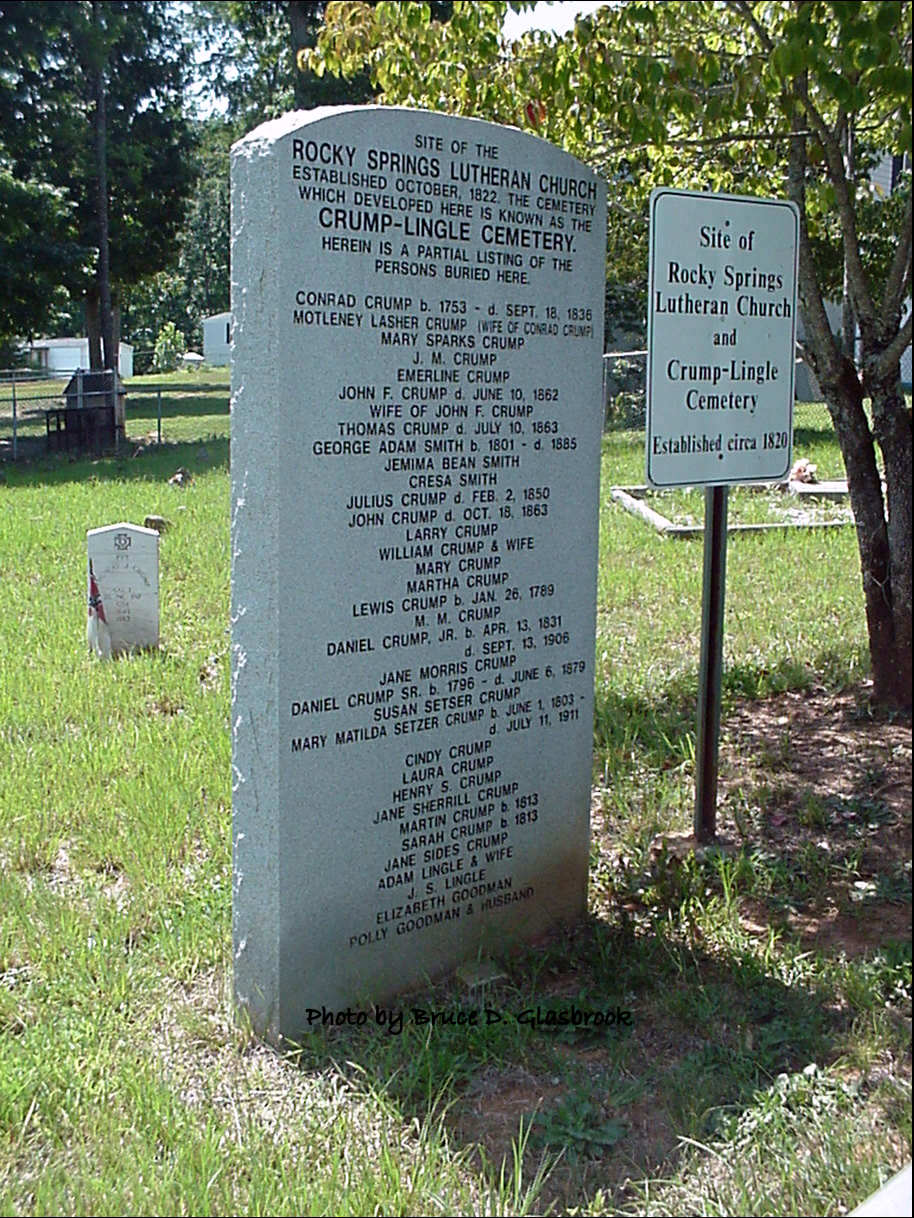 SITE OF THE
ROCKY SPRINGS LUTHERAN CHURCH
ESTABLISHED OCTOBER, 1822. THE CEMETERY
WHICH DEVELOPED HERE IS KNOWN AS THE
CRUMP-LINGLE CEMETERY.
HEREIN IS A PARTIAL LISTING OF THE
PERSONS BURIED HERE.
CONRAD CRUMP b. 1753 - d. SEPT. 18, 1836
MOTLENEY LASHER CRUMP (WIFE OF CONRAD CRUMP)
MARY SPARKS CRUMP
J. M. CRUMP
EMERLINE CRUMP
JOHN F. CRUMP d. JUNE 10, 1862
WIFE OF JOHN F. CRUMP
THOMAS CRUMP d. JULY 10, 1863
GEORGE ADAM SMITH b. 1801 - d. 1885
JEMIMA BEAN SMITH
CRESA SMITH
JULIUS CRUMP d. FEB. 2, 1850
JOHN CRUMP d. OCT. 18, 1863
LARRY CRUMP
WILLIAM CRUMP & WIFE
MARY CRUMP
MARTHA CRUMP
LEWIS CRUMP b. JAN. 26, 1789
M. M. CRUMP
DANIEL CRUMP, JR. b. APR. 13, 1831
d. SEPT. 13, 1906
JANE MORRIS CRUMP
DANIEL CRUMP SR. b. 1796 - d. JUNE 6, 1879
SUSAN SETSER CRUMP
MARY MATILDA SETZER CRUMP b. JUNE 1, 1803 -
d. JULY 11, 1911
CINDY CRUMP
LAURA CRUMP
HENRY S. CRUMP
JANE SHERRILL CRUMP
MARTIN CRUMP b. 1813
SARAH CRUMP b. 1813
JANE SIDES CRUMP
ADAM LINGLE & WIFE
J. S. LINGLE
ELIZABETH GOODMAN
POLLY GOODMAN & HUSBAND
Site of
Rocky Springs
Lutheran Church
and
Crump-Lingle
Cemetery
Established circa 1820
Photo by Bruce D. Glasbrook